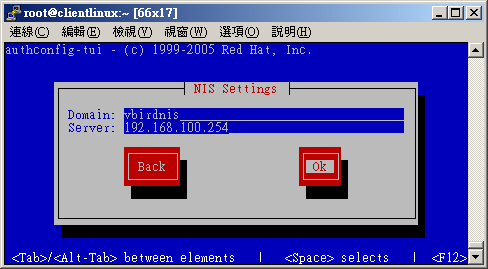 root@clientlinux:~ [66x17]
連線(C) 編輯(E) 檢視(V) 視窗(W) 選項(O) 說明(H)
authconfig-tui - (c) 1999-2005 Red Hat, Inc.
NIS Settings
Domain: vbirdnis
Server: 192.168.100.254
Back Ok
<Tab>/<Alt-Tab> between elements | <Space> selects | <F12>